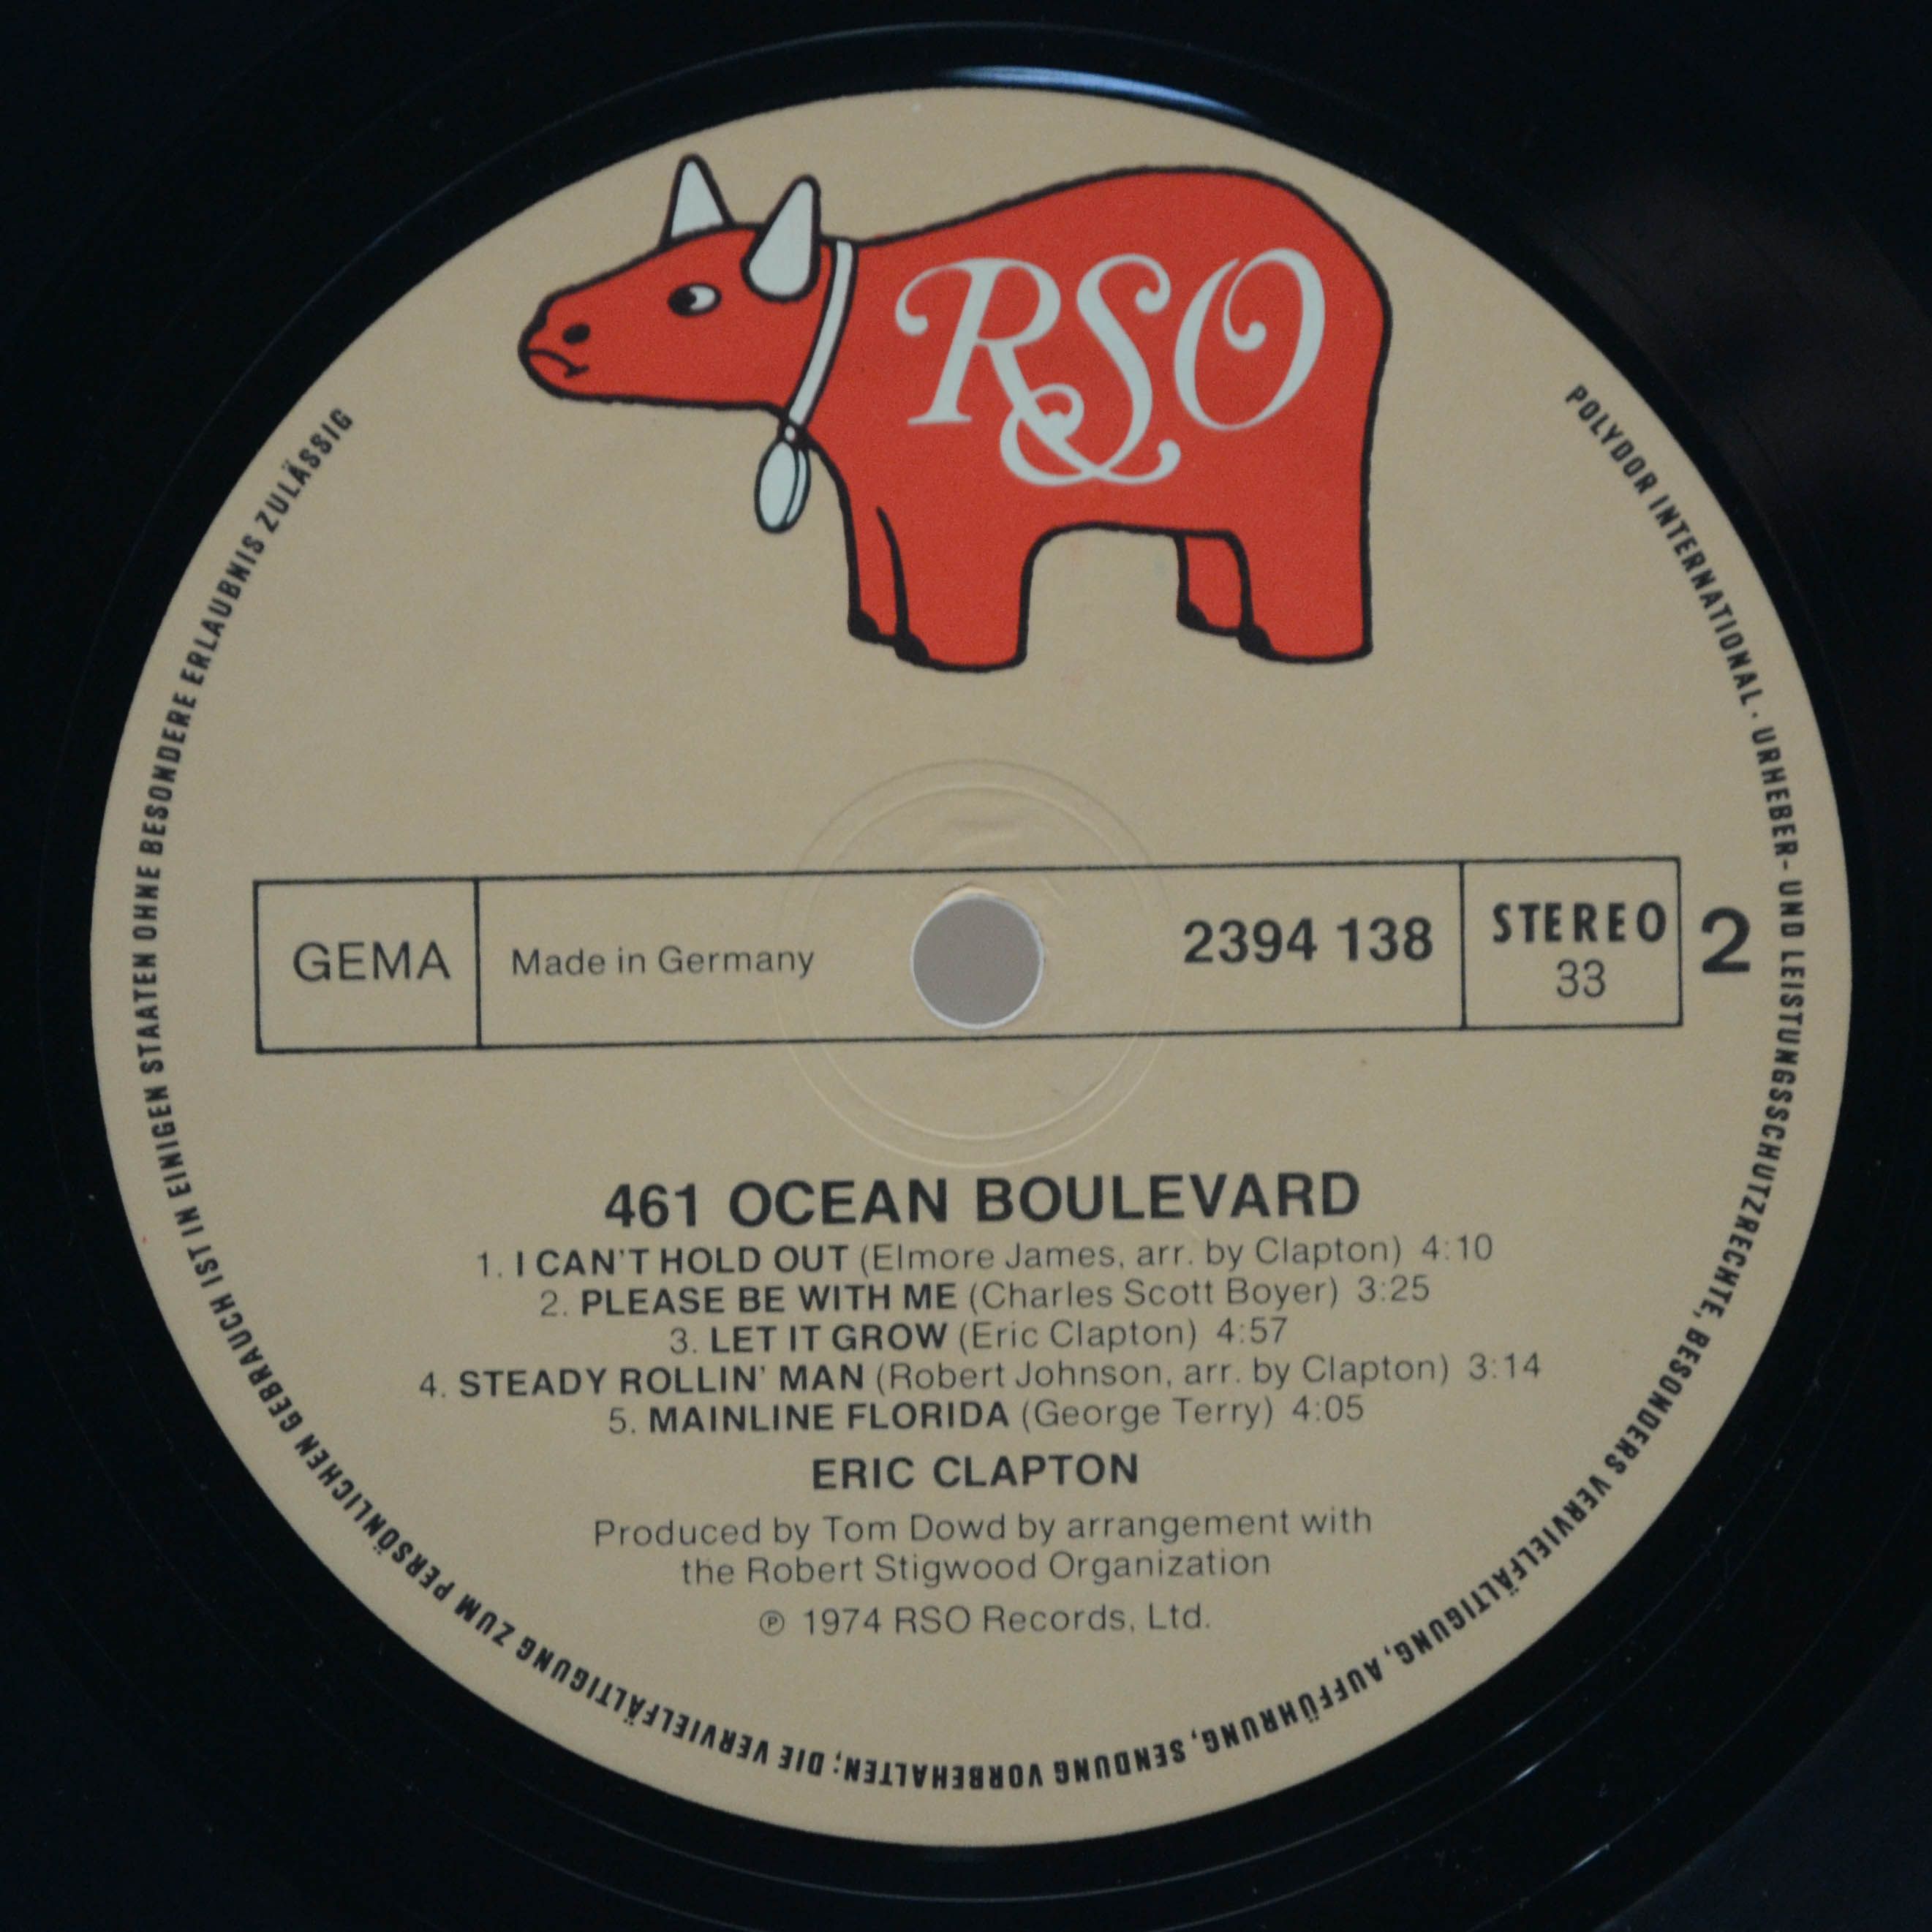 RSO
POLYDOR INTERNATIONAL · URHEBER- UND LEISTUNGSSCHUTZRECHTE, BESONDERS VERVIELFÄLTIGUNG, AUFFÜHRUNG, SENDUNG VORBEHALTEN; DIE VERVIELFÄLTIGUNG ZUM PERSÖNLICHEN GEBRAUCH IST IN EINIGEN STAATEN OHNE BESONDERE ERLAUBNIS ZULÄSSIG
GEMA
Made in Germany
2394 138
STEREO
33
2
461 OCEAN BOULEVARD
1. I CAN'T HOLD OUT (Elmore James, arr. by Clapton) 4:10
2. PLEASE BE WITH ME (Charles Scott Boyer) 3:25
3. LET IT GROW (Eric Clapton) 4:57
4. STEADY ROLLIN' MAN (Robert Johnson, arr. by Clapton) 3:14
5. MAINLINE FLORIDA (George Terry) 4:05
ERIC CLAPTON
Produced by Tom Dowd by arrangement with
the Robert Stigwood Organization
℗ 1974 RSO Records, Ltd.